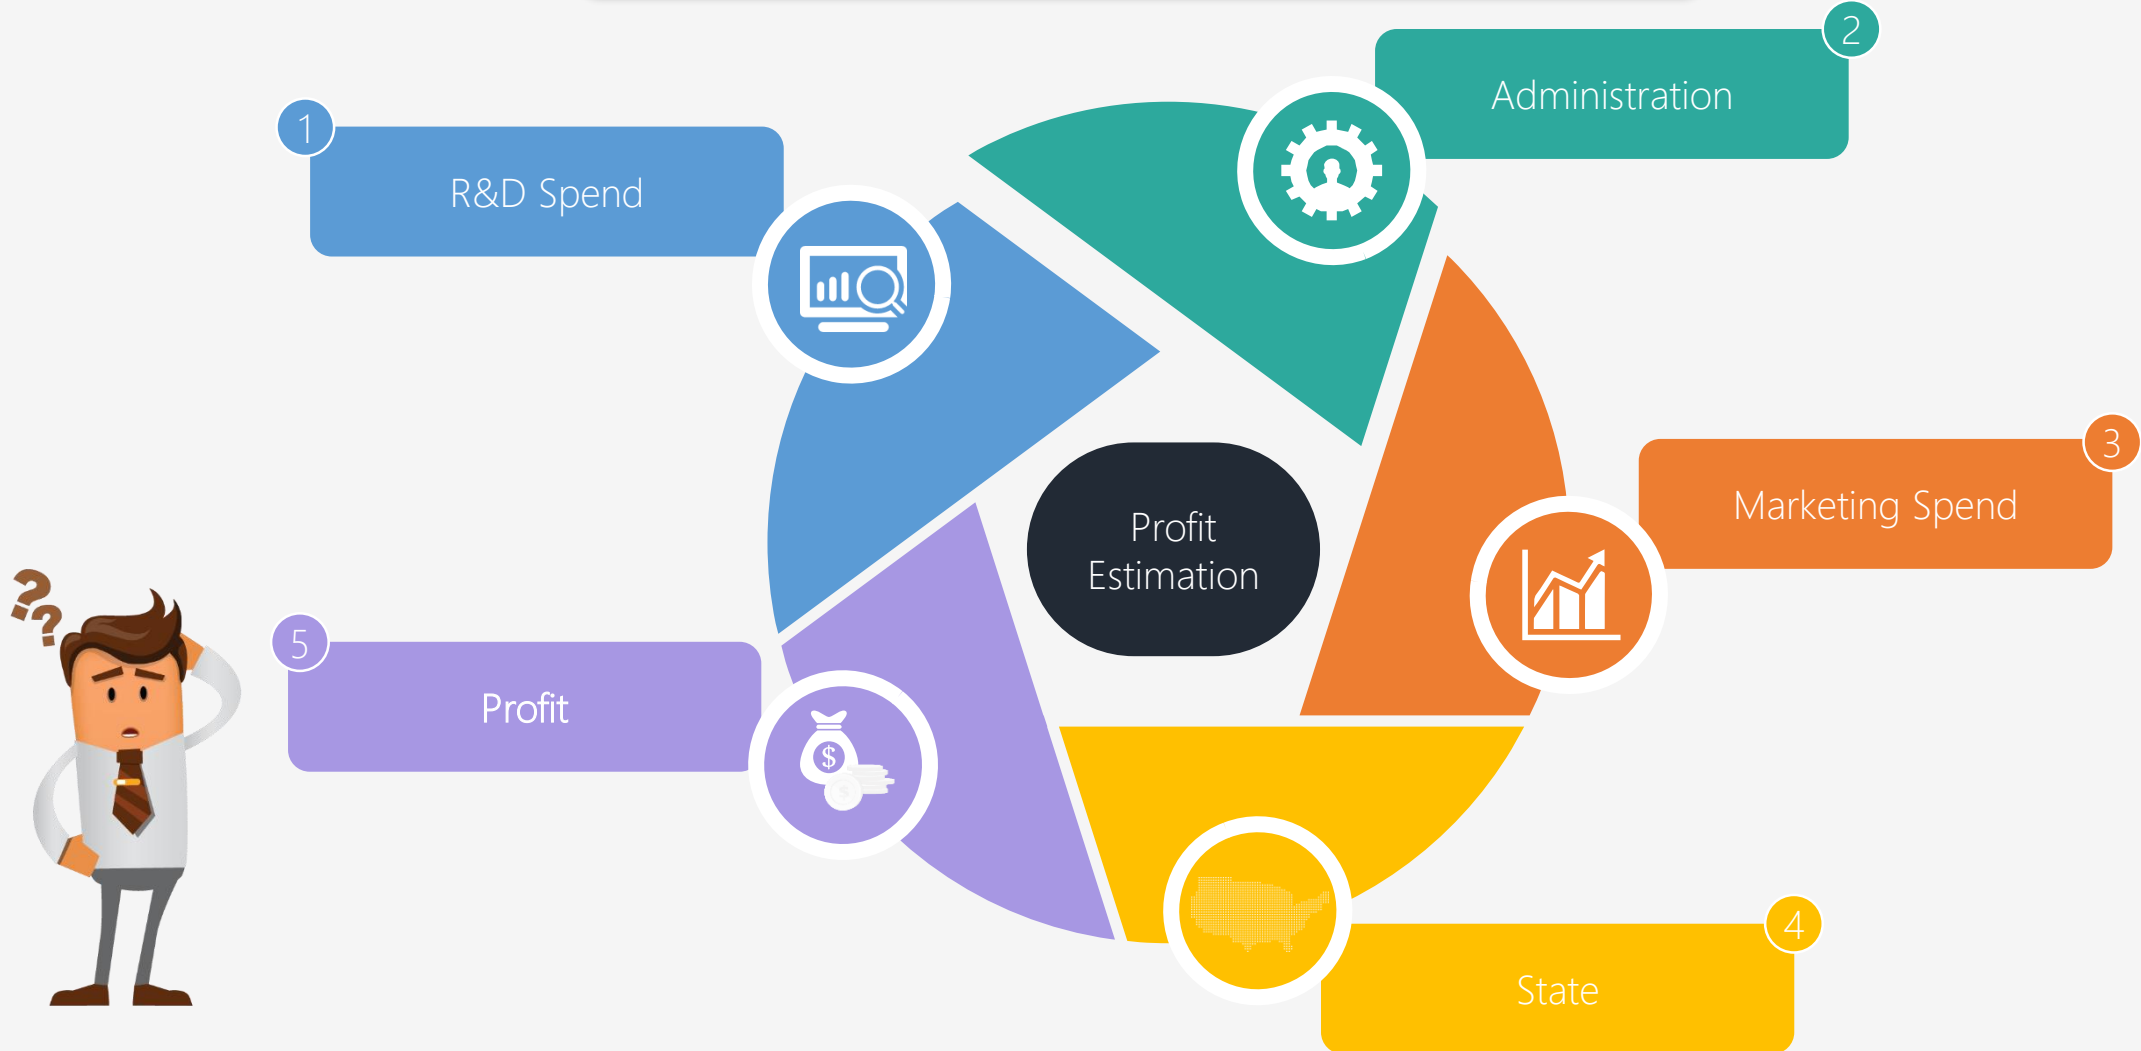 1
R&D Spend
2
Administration
3
Marketing Spend
4
State
5
Profit
Profit
Estimation
$
??